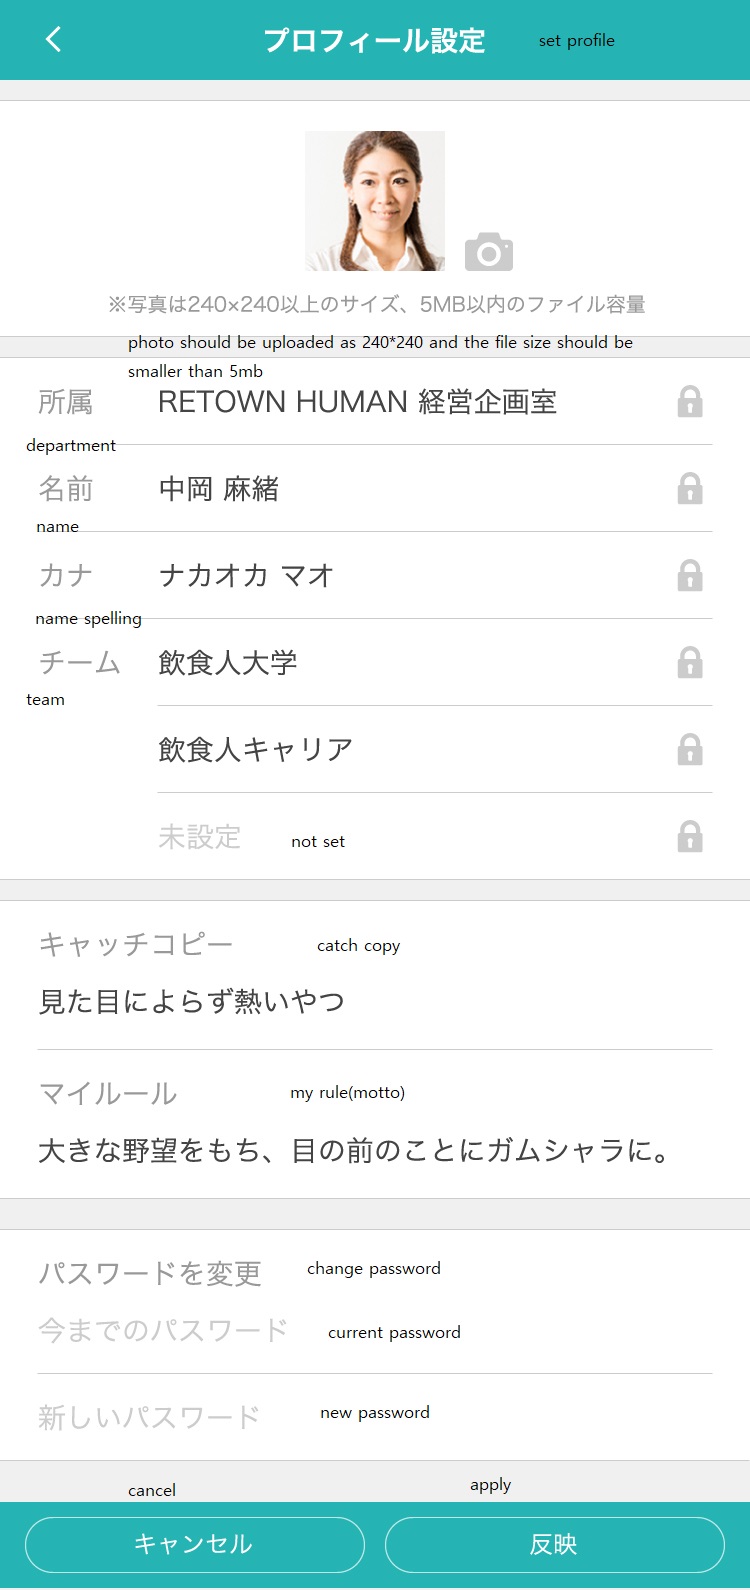 プロフィール設定 set profile
※写真は240×240以上のサイズ、5MB以内のファイル容量
photo should be uploaded as 240*240 and the file size should be
smaller than 5mb
所属 RETOWN HUMAN 経営企画室
department
名前 中岡 麻緒
name
カナ ナカオカ マオ
name spelling
チーム 飲食人大学
team
飲食人キャリア
未設定 not set
キャッチコピー catch copy
見た目によらず熱いやつ
マイルール my rule(motto)
大きな野望をもち、目の前のことにガムシャラに。
パスワードを変更 change password
今までのパスワード current password
新しいパスワード new password
cancel apply
キャンセル 反映